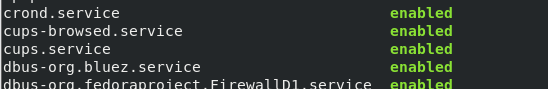 crond.service enabled
cups-browsed.service enabled
cups.service enabled
dbus-org.bluez.service enabled
dbus-org.fedoraproject.FirewallD1.service enabled